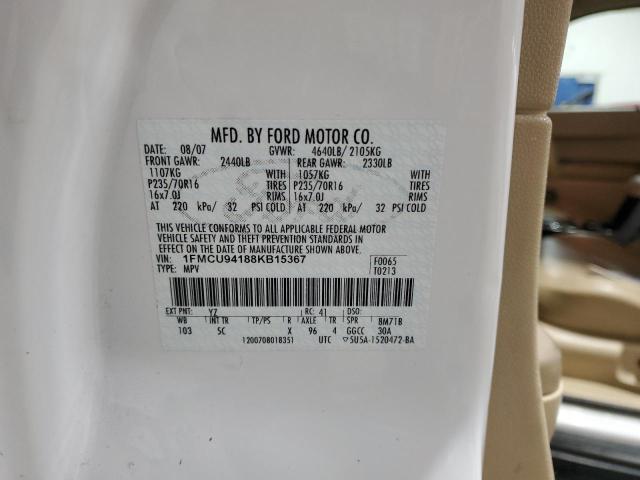 MFD. BY FORD MOTOR CO.
DATE: 08/07 GVWR: 4640LB/ 2105KG
FRONT GAWR: 2440LB REAR GAWR: 2330LB
1107KG WITH 1057KG WITH
P235/70R16 TIRES P235/70R16 TIRES
16x7.0J RIMS 16x7.0J RIMS
AT 220 kPa/ 32 PSI COLD AT 220 kPa/ 32 PSI COLD
THIS VEHICLE CONFORMS TO ALL APPLICABLE FEDERAL MOTOR
VEHICLE SAFETY AND THEFT PREVENTION STANDARDS IN
EFFECT ON THE DATE OF MANUFACTURE SHOWN ABOVE.
VIN: 1FMCU94188KB15367 F0065
TYPE: MPV T0213
EXT PNT: YZ RC: 41 DSO:
WB INT TR TP/PS R AXLE TR SPR BM71B
103 5C X 96 4 GGCC 30A
1200708018351 UTC ▽5U5A-1520472-BA